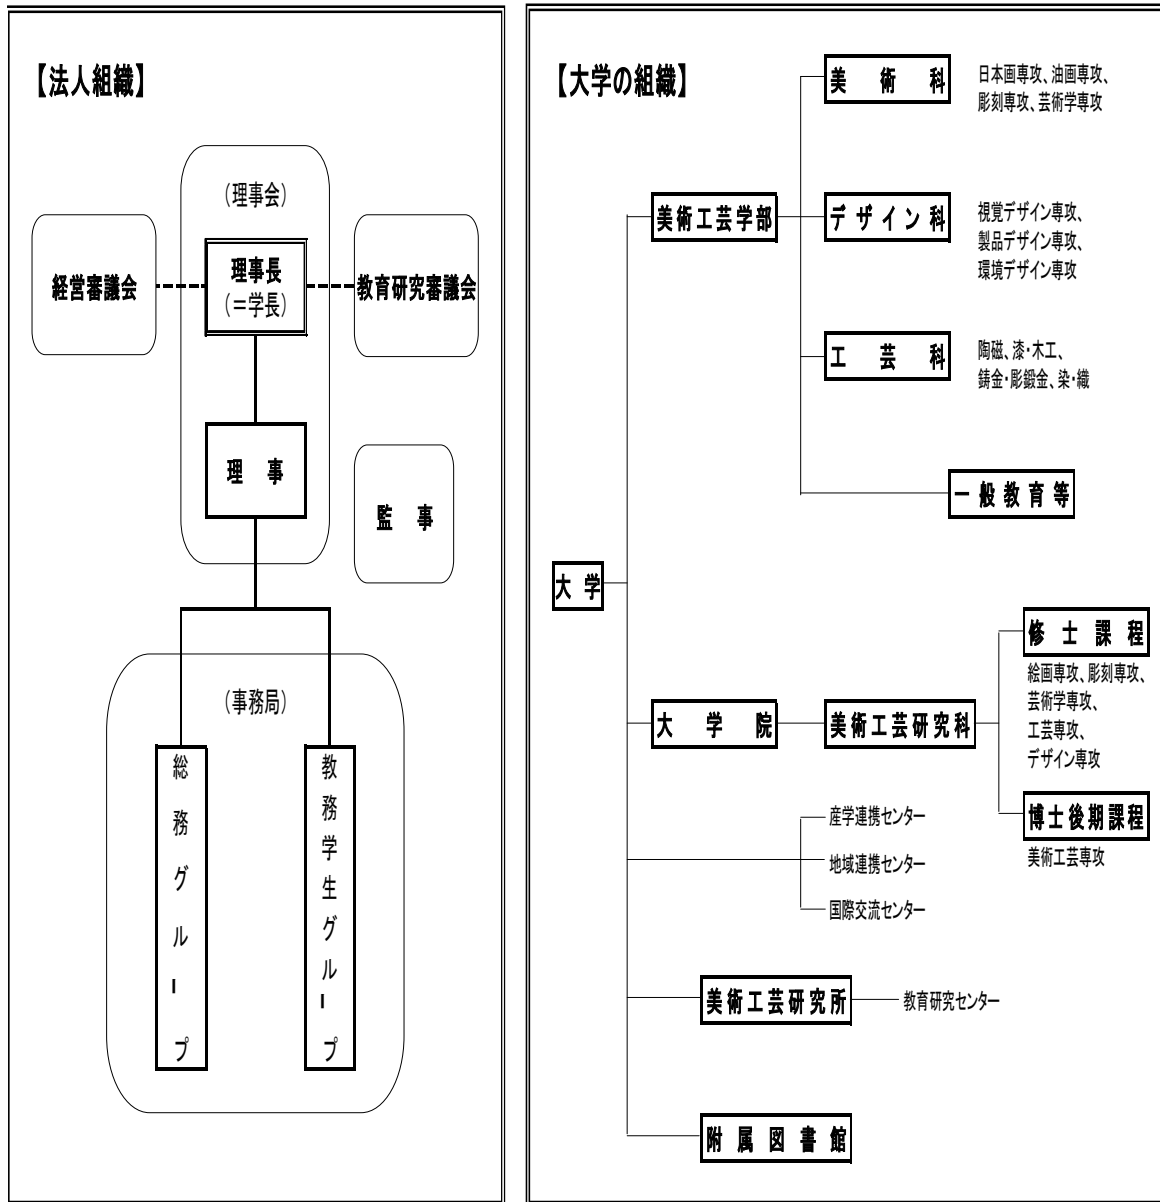 【法人組織】
（理事会）
経営審議会
理事長
（＝学長）
教育研究審議会
理 事
監 事
（事務局）
総務グループ
教務学生グループ
【大学の組織】
大 学
美術工芸学部
美 術 科
日本画専攻、油画専攻、
彫刻専攻、芸術学専攻
デ ザ イ ン 科
視覚デザイン専攻、
製品デザイン専攻、
環境デザイン専攻
工 芸 科
陶磁、漆・木工、
鋳金・彫鍛金、染・織
一 般 教 育 等
大 学 院
美術工芸研究科
修 士 課 程
絵画専攻、彫刻専攻、
芸術学専攻、
工芸専攻、
デザイン専攻
博士後期課程
美術工芸専攻
産学連携センター
地域連携センター
国際交流センター
美術工芸研究所
教育研究センター
附 属 図 書 館